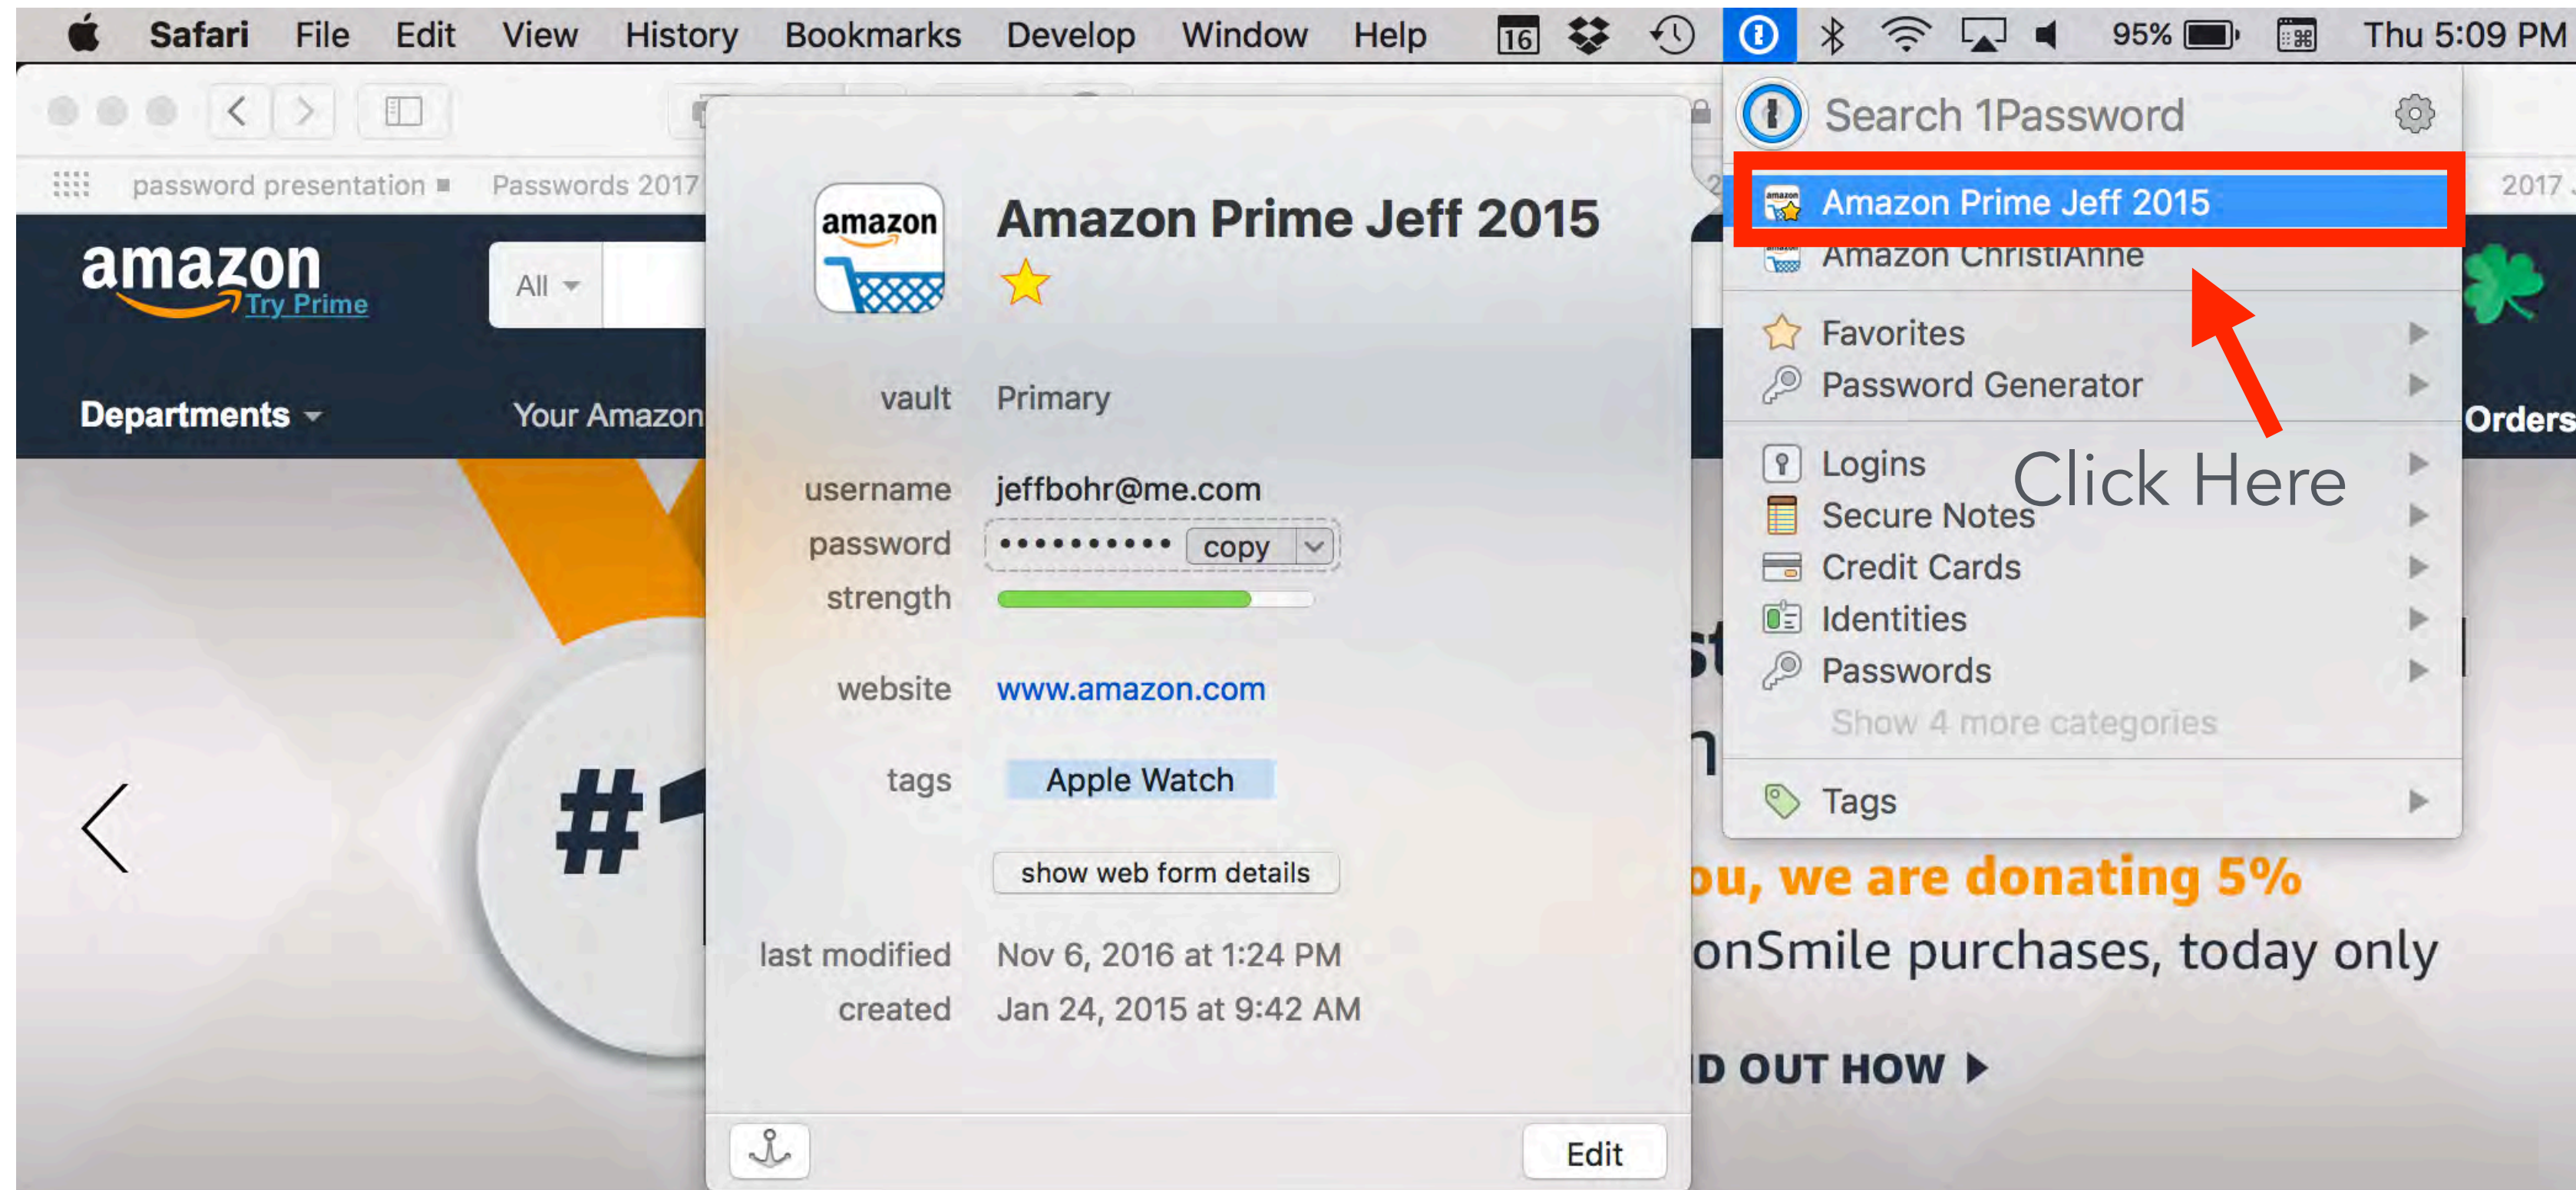 Safari File Edit View History Bookmarks Develop Window Help 16 95% Thu 5:09 PM
password presentation Passwords 2017
2017
amazon
Try Prime
All
Departments
Your Amazon
Orders
#1
amazon
Amazon Prime Jeff 2015
vault Primary
username jeffbohr@me.com
password •••••••••• copy
strength
website www.amazon.com
tags Apple Watch
show web form details
last modified Nov 6, 2016 at 1:24 PM
created Jan 24, 2015 at 9:42 AM
Edit
Search 1Password
amazon Amazon Prime Jeff 2015
amazon Amazon ChristiAnne
Favorites
Password Generator
Logins
Click Here
Secure Notes
Credit Cards
Identities
Passwords
Show 4 more categories
Tags
ou, we are donating 5%
onSmile purchases, today only
D OUT HOW